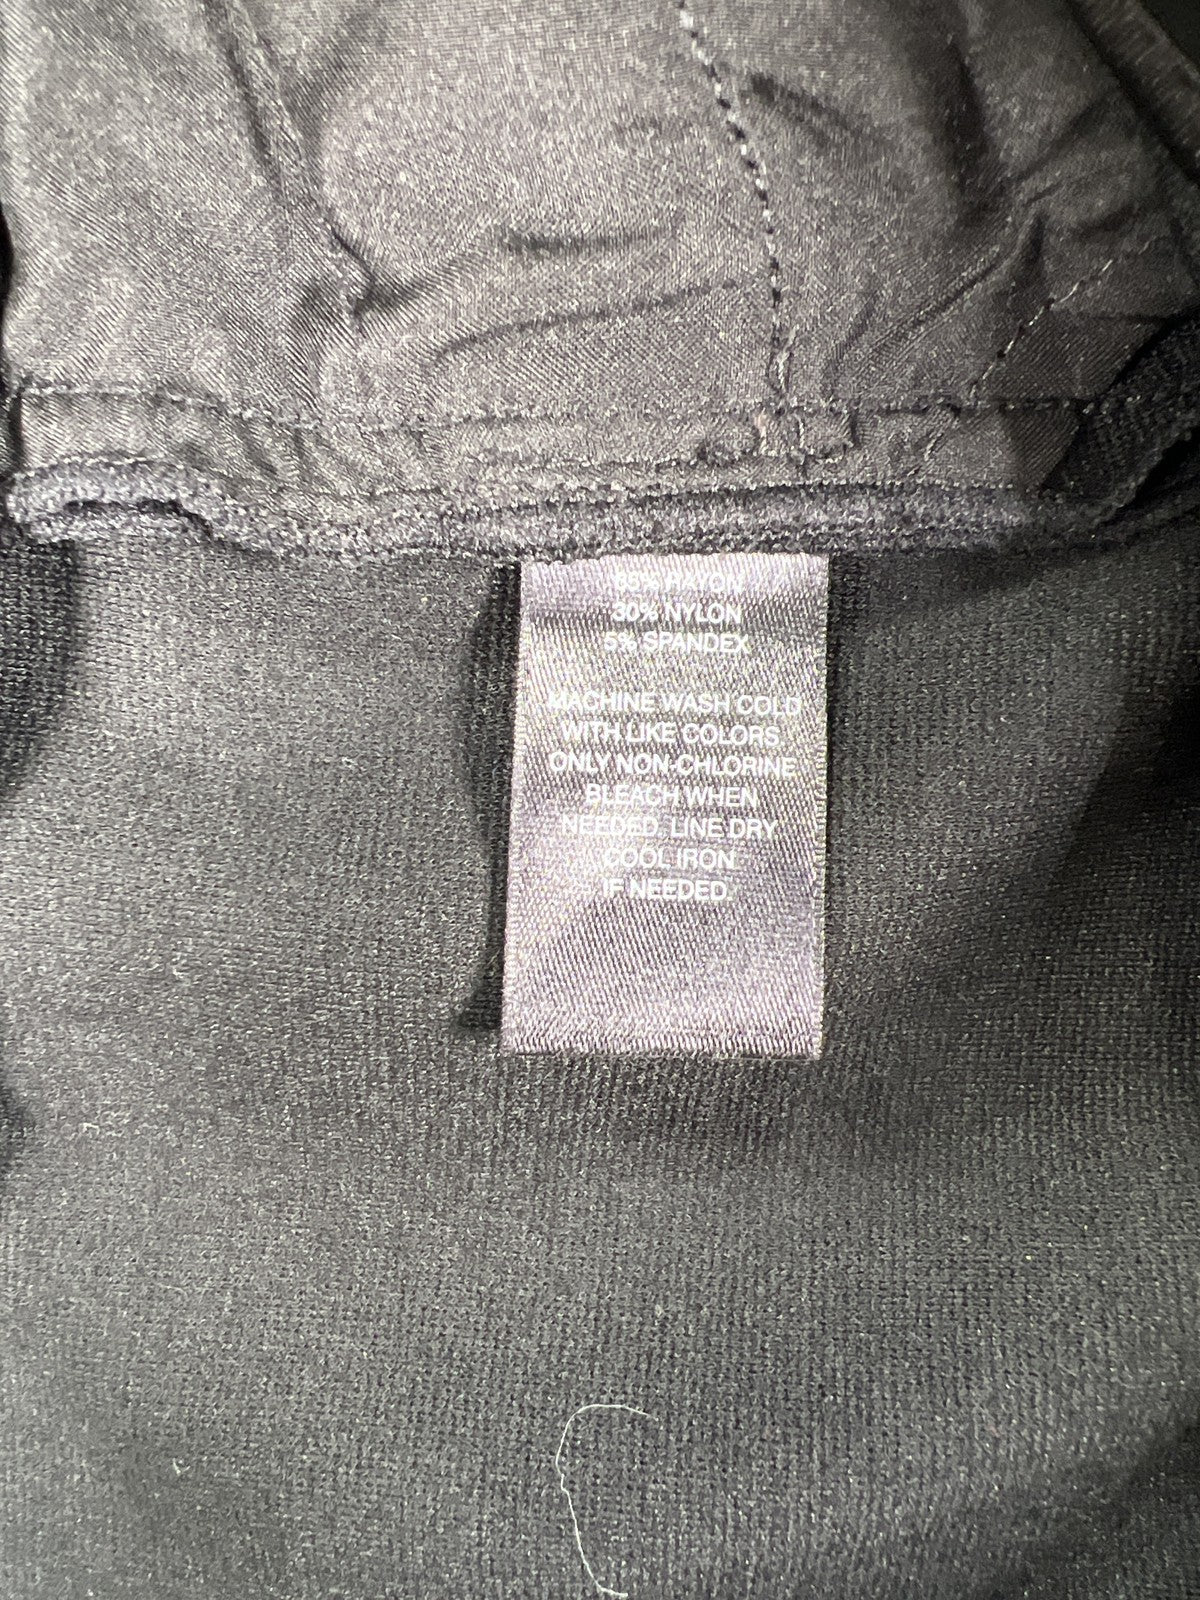 65% RAYON
30% NYLON
5% SPANDEX
MACHINE WASH COLD
WITH LIKE COLORS.
ONLY NON-CHLORINE
BLEACH WHEN
NEEDED. LINE DRY.
COOL IRON
IF NEEDED.